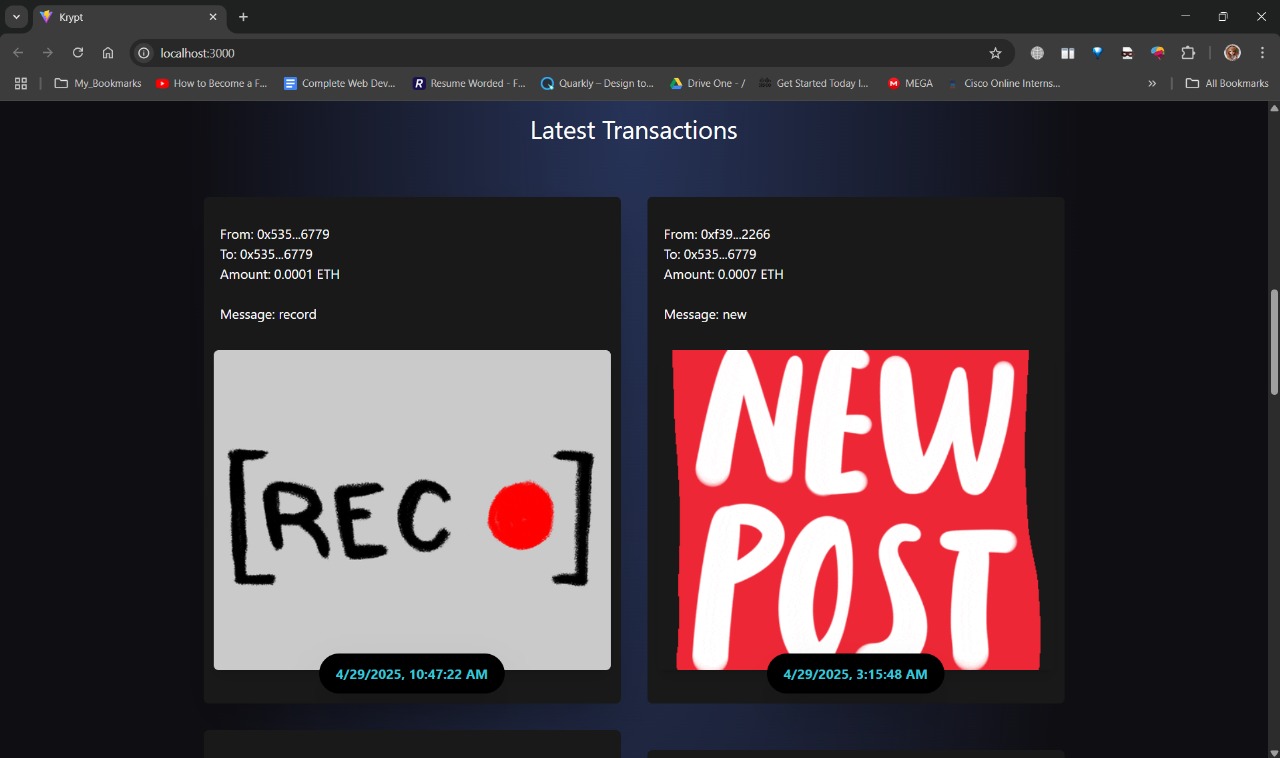 Krypt
localhost:3000
My_Bookmarks
How to Become a F...
Complete Web Dev...
R
Resume Worded - F...
Quarkly – Design to...
Drive One - /
Get Started Today I...
M
MEGA
Cisco Online Interns...
»
All Bookmarks
Latest Transactions
From: 0x535...6779
To: 0x535...6779
Amount: 0.0001 ETH
Message: record
[REC ]
4/29/2025, 10:47:22 AM
From: 0xf39...2266
To: 0x535...6779
Amount: 0.0007 ETH
Message: new
NEW
POST
4/29/2025, 3:15:48 AM